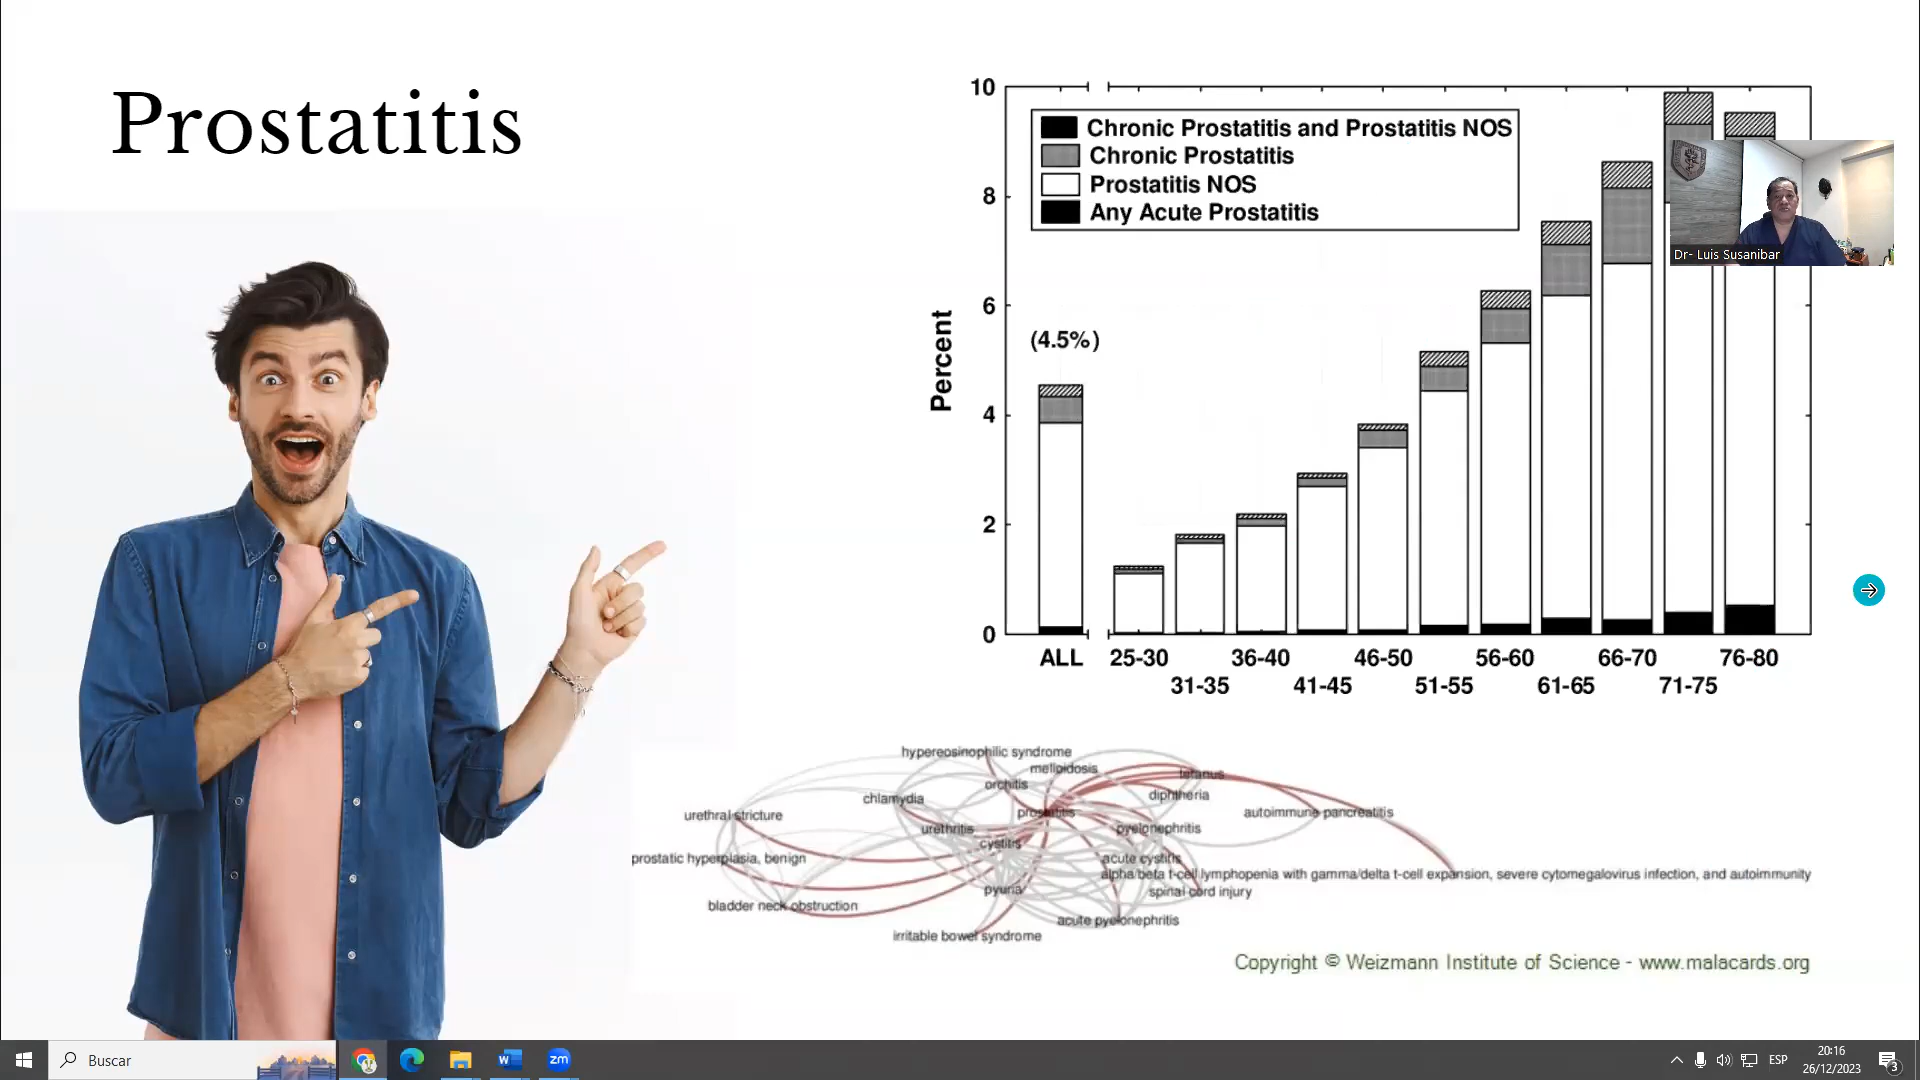 Prostatitis
10
8
6
4
2
0
Percent
Chronic Prostatitis and Prostatitis NOS
Chronic Prostatitis
Prostatitis NOS
Any Acute Prostatitis
(4.5%)
ALL 25-30 36-40 46-50 56-60 66-70 76-80
31-35 41-45 51-55 61-65 71-75
Dr- Luis Susanibar
hypereosinophilic syndrome
melioidosis
tetanus
orchitis
diphtheria
chlamydia
prostatitis
autoimmune pancreatitis
urethral stricture
urethritis
pyelonephritis
cystitis
prostatic hyperplasia, benign
acute cystitis
alpha/beta t-cell lymphopenia with gamma/delta t-cell expansion, severe cytomegalovirus infection, and autoimmunity
pyuria
spinal cord injury
bladder neck obstruction
acute pyelonephritis
irritable bowel syndrome
Copyright © Weizmann Institute of Science - www.malacards.org
Buscar
W
zm
ESP
20:16
26/12/2023
3